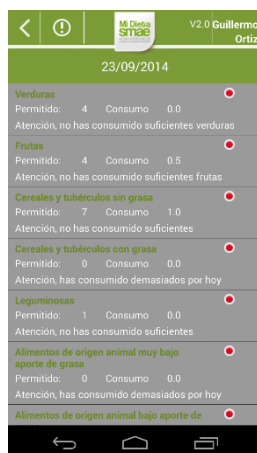 V2.0 Guillermo
Ortiz
Mi Dieta
smae
23/09/2014
Verduras
Permitido: 4 Consumo 0.0
Atención, no has consumido suficientes verduras
Frutas
Permitido: 4 Consumo 0.5
Atención, no has consumido suficientes frutas
Cereales y tubérculos sin grasa
Permitido: 7 Consumo 1.0
Atención, no has consumido suficientes
Cereales y tubérculos con grasa
Permitido: 0 Consumo 0.0
Atención, has consumido demasiados por hoy
Leguminosas
Permitido: 1 Consumo 0.0
Atención, no has consumido suficientes
Alimentos de origen animal muy bajo
aporte de grasa
Permitido: 0 Consumo 0.0
Atención, has consumido demasiados por hoy
Alimentos de origen animal bajo aporte de